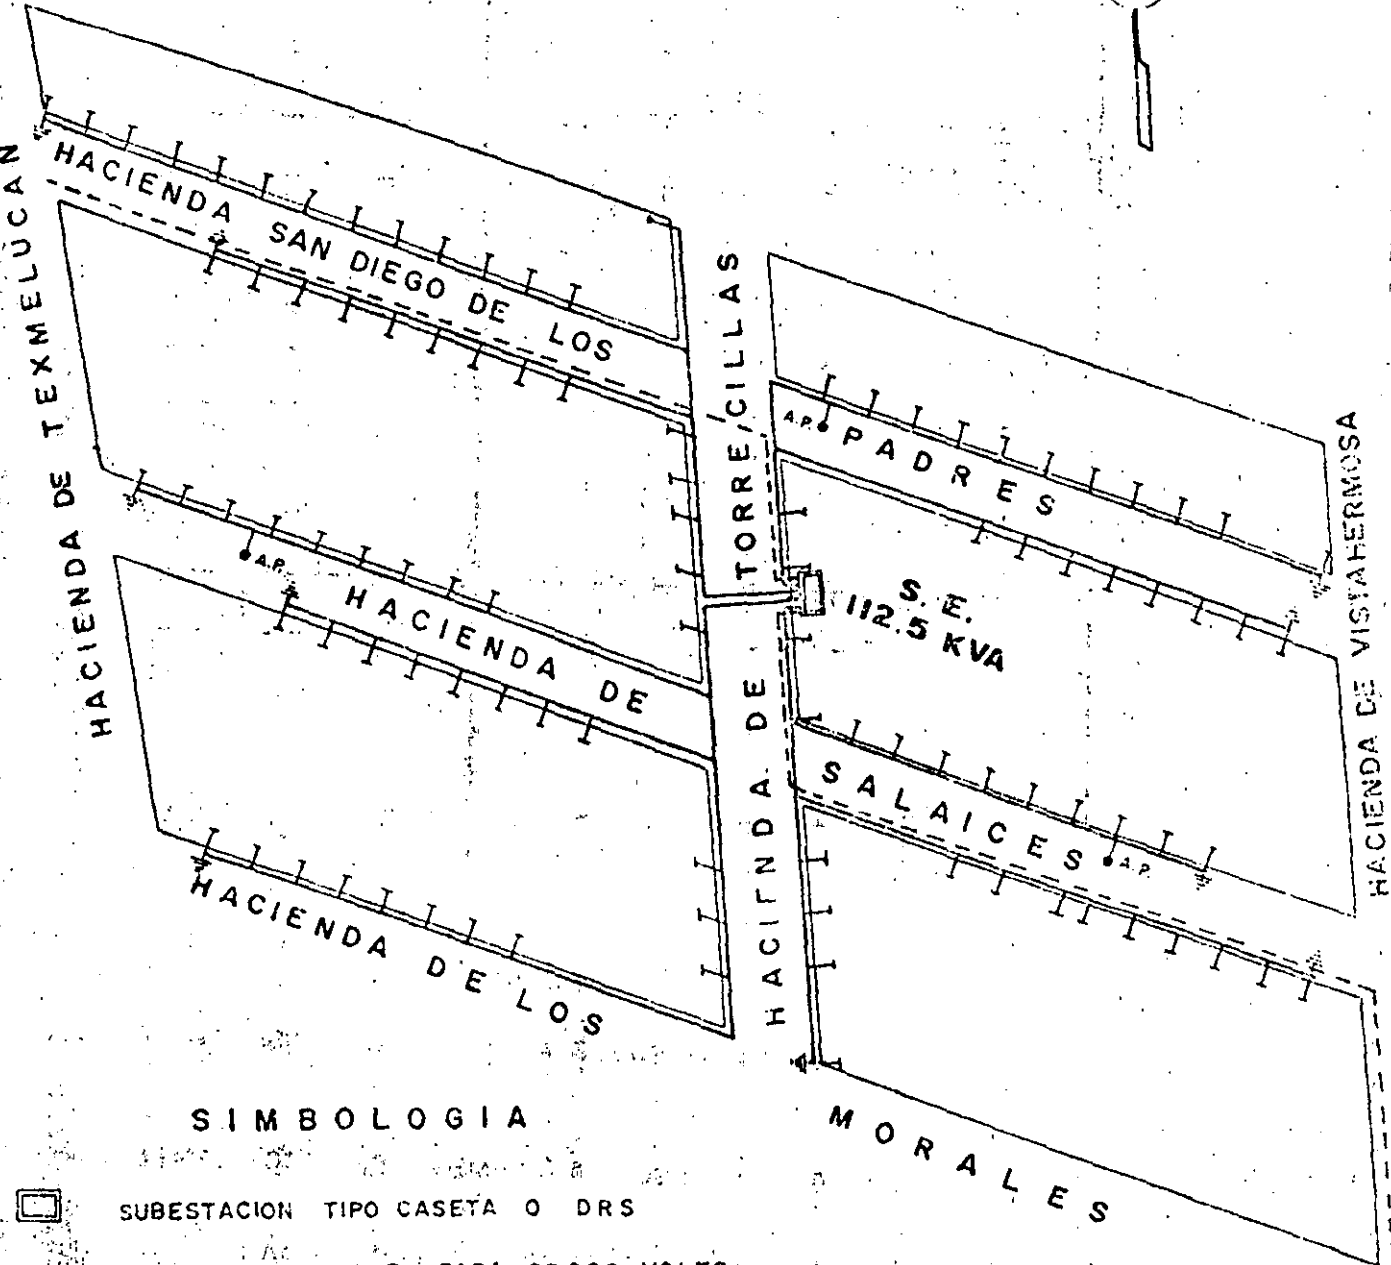 HACIENDA DE TEXMELUCAN
HACIENDA SAN DIEGO DE LOS
PADRES
HACIENDA DE TORRECILLAS
HACIENDA DE VISTAHERMOSA
A.P.
S. E.
112.5 KVA
A.P.
HACIENDA DE
SALAICES
A.P.
HACIENDA DE LOS
MORALES
SIMBOLOGIA
SUBESTACION TIPO CASETA O DRS